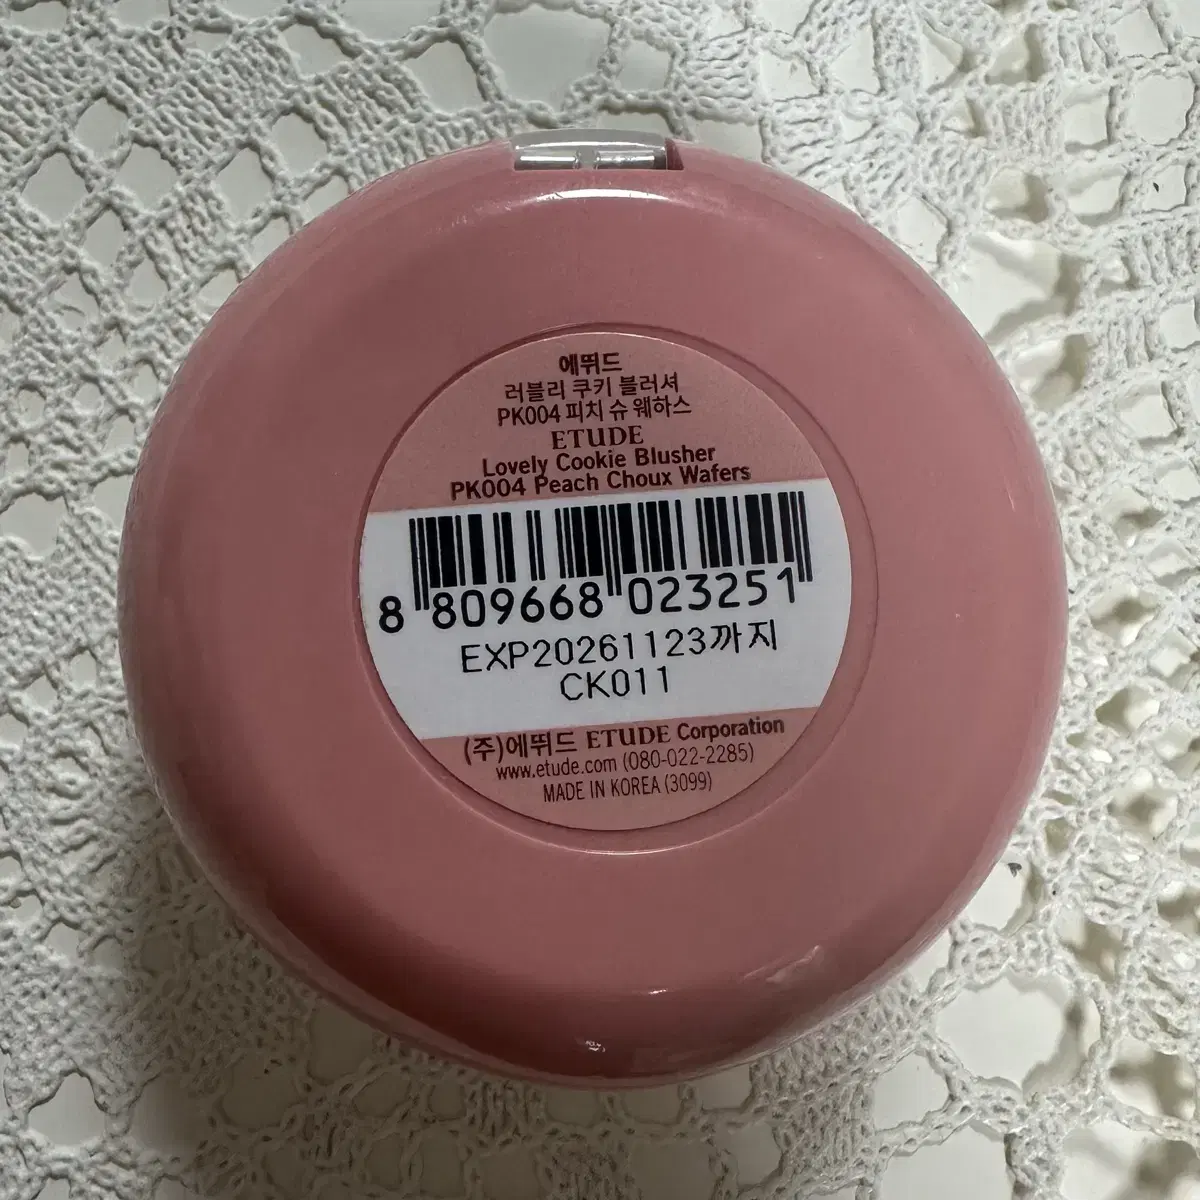 에뛰드
러블리 쿠키 블러셔
PK004 피치 슈 웨하스
ETUDE
Lovely Cookie Blusher
PK004 Peach Choux Wafers
8 809668 023251
EXP20261123까지
CK011
(주)에뛰드 ETUDE Corporation
www.etude.com (080-022-2285)
MADE IN KOREA (3099)